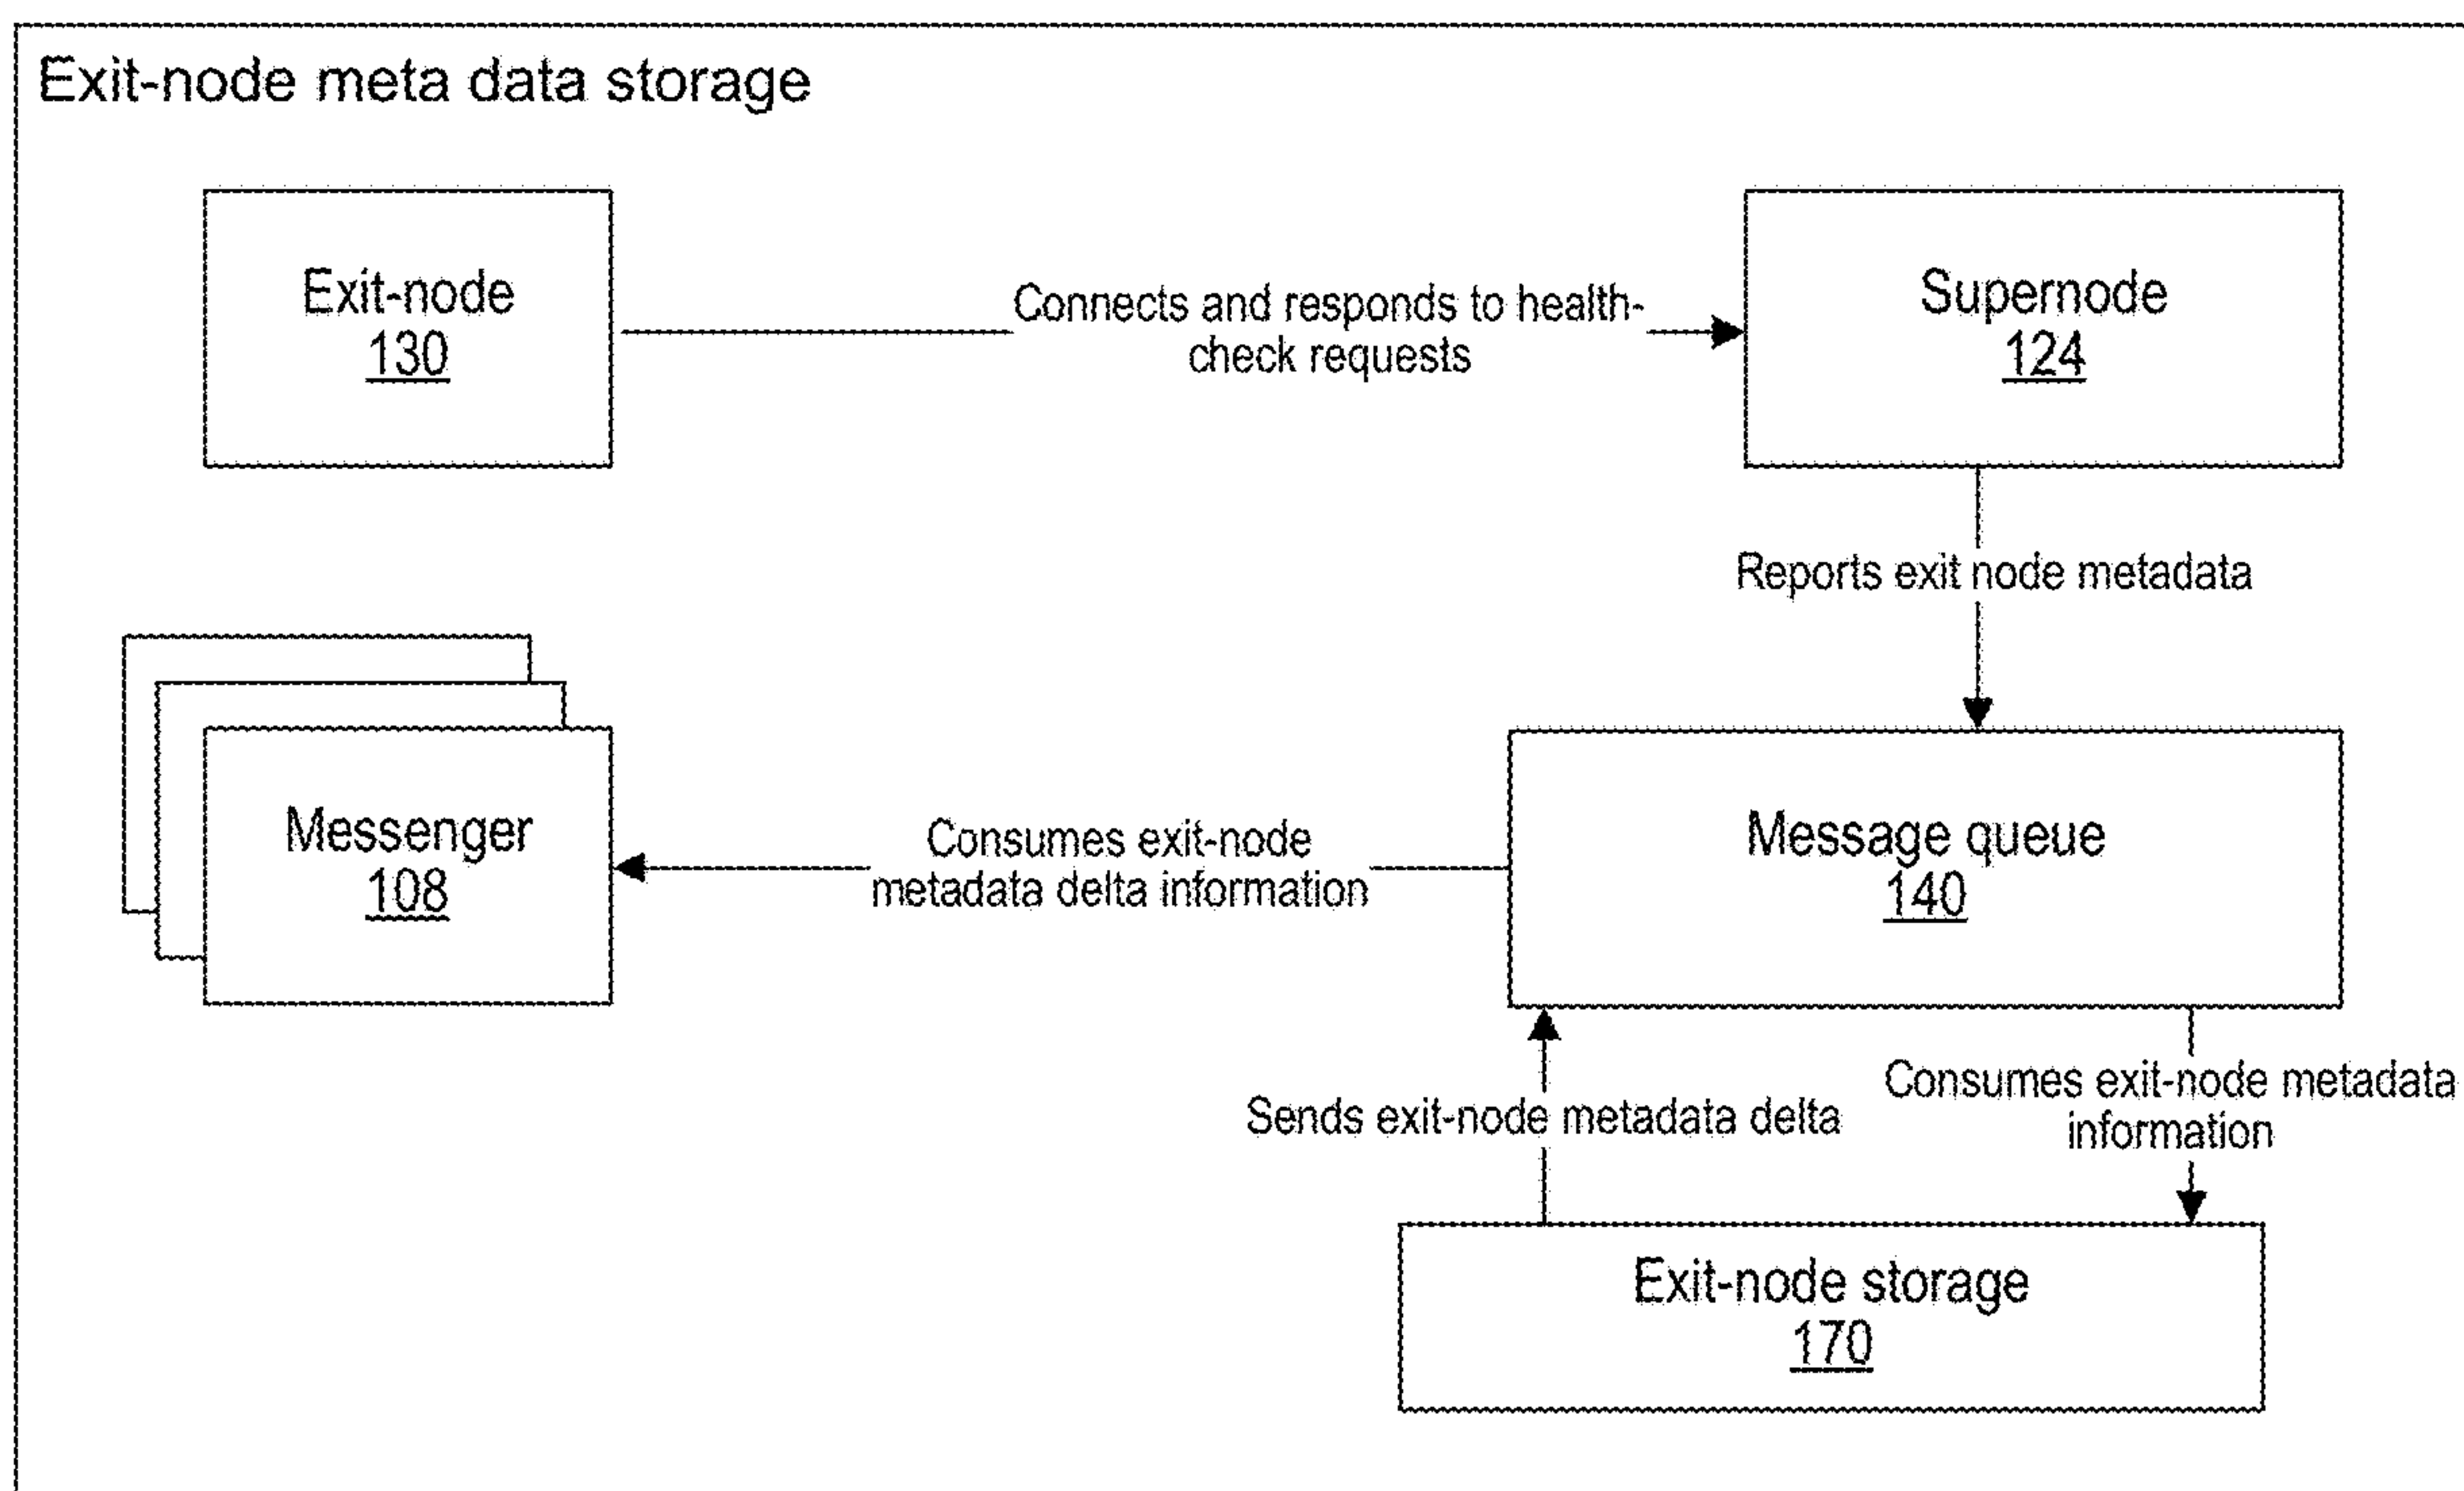 Exit-node meta data storage
Exit-node
130
Connects and responds to health-
check requests
Supernode
124
Reports exit node metadata
Messenger
108
Consumes exit-node
metadata delta information
Message queue
140
Sends exit-node metadata delta
Consumes exit-node metadata
information
Exit-node storage
170